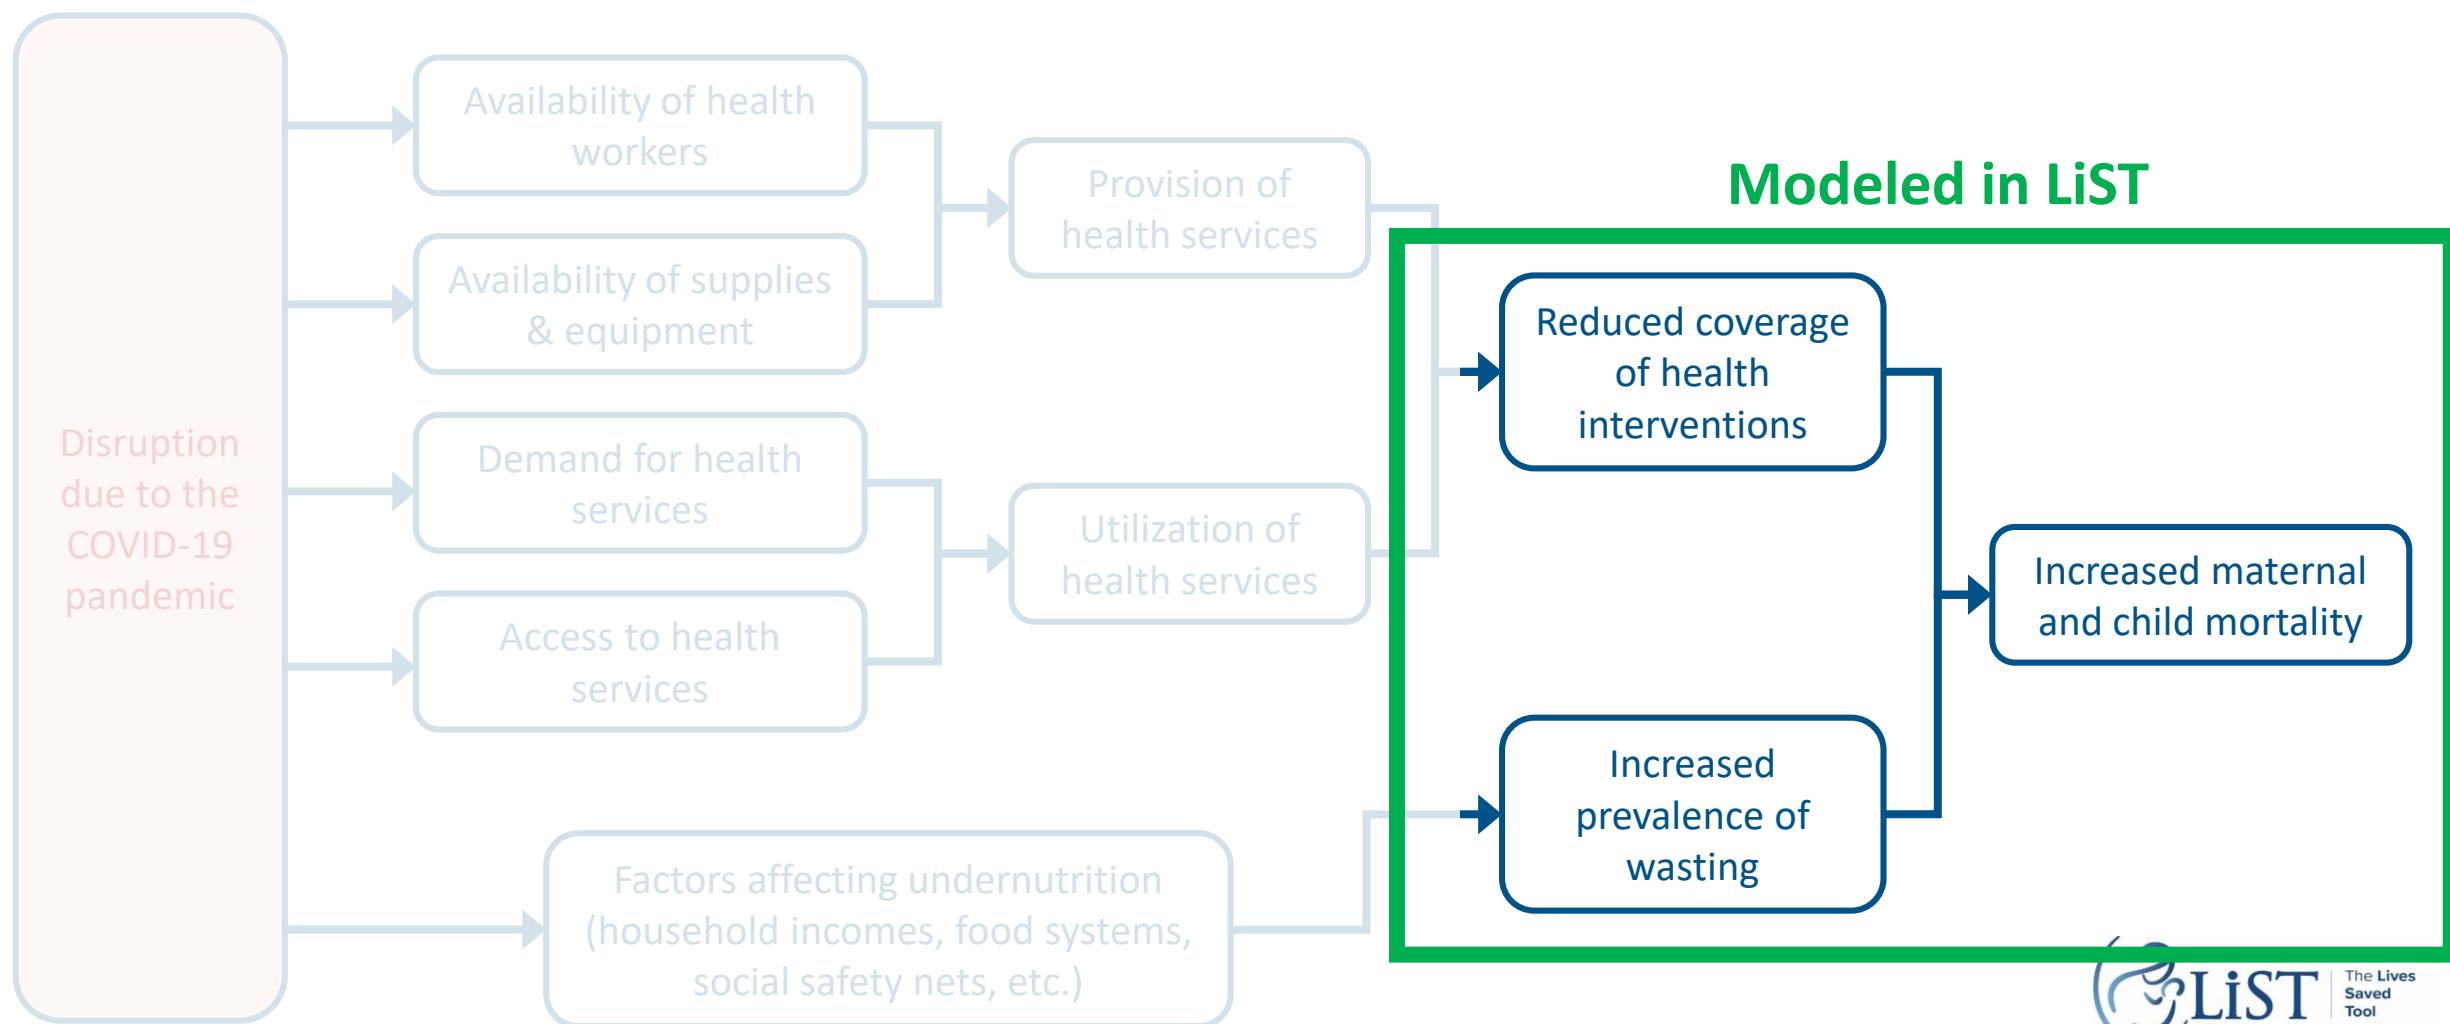 Disruption
due to the
COVID-19
pandemic
Availability of health
workers
Availability of supplies
& equipment
Demand for health
services
Access to health
services
Factors affecting undernutrition
(household incomes, food systems,
social safety nets, etc.)
Provision of
health services
Utilization of
health services
Modeled in LiST
Reduced coverage
of health
interventions
Increased
prevalence of
wasting
Increased maternal
and child mortality
LiST
The Lives
Saved
Tool